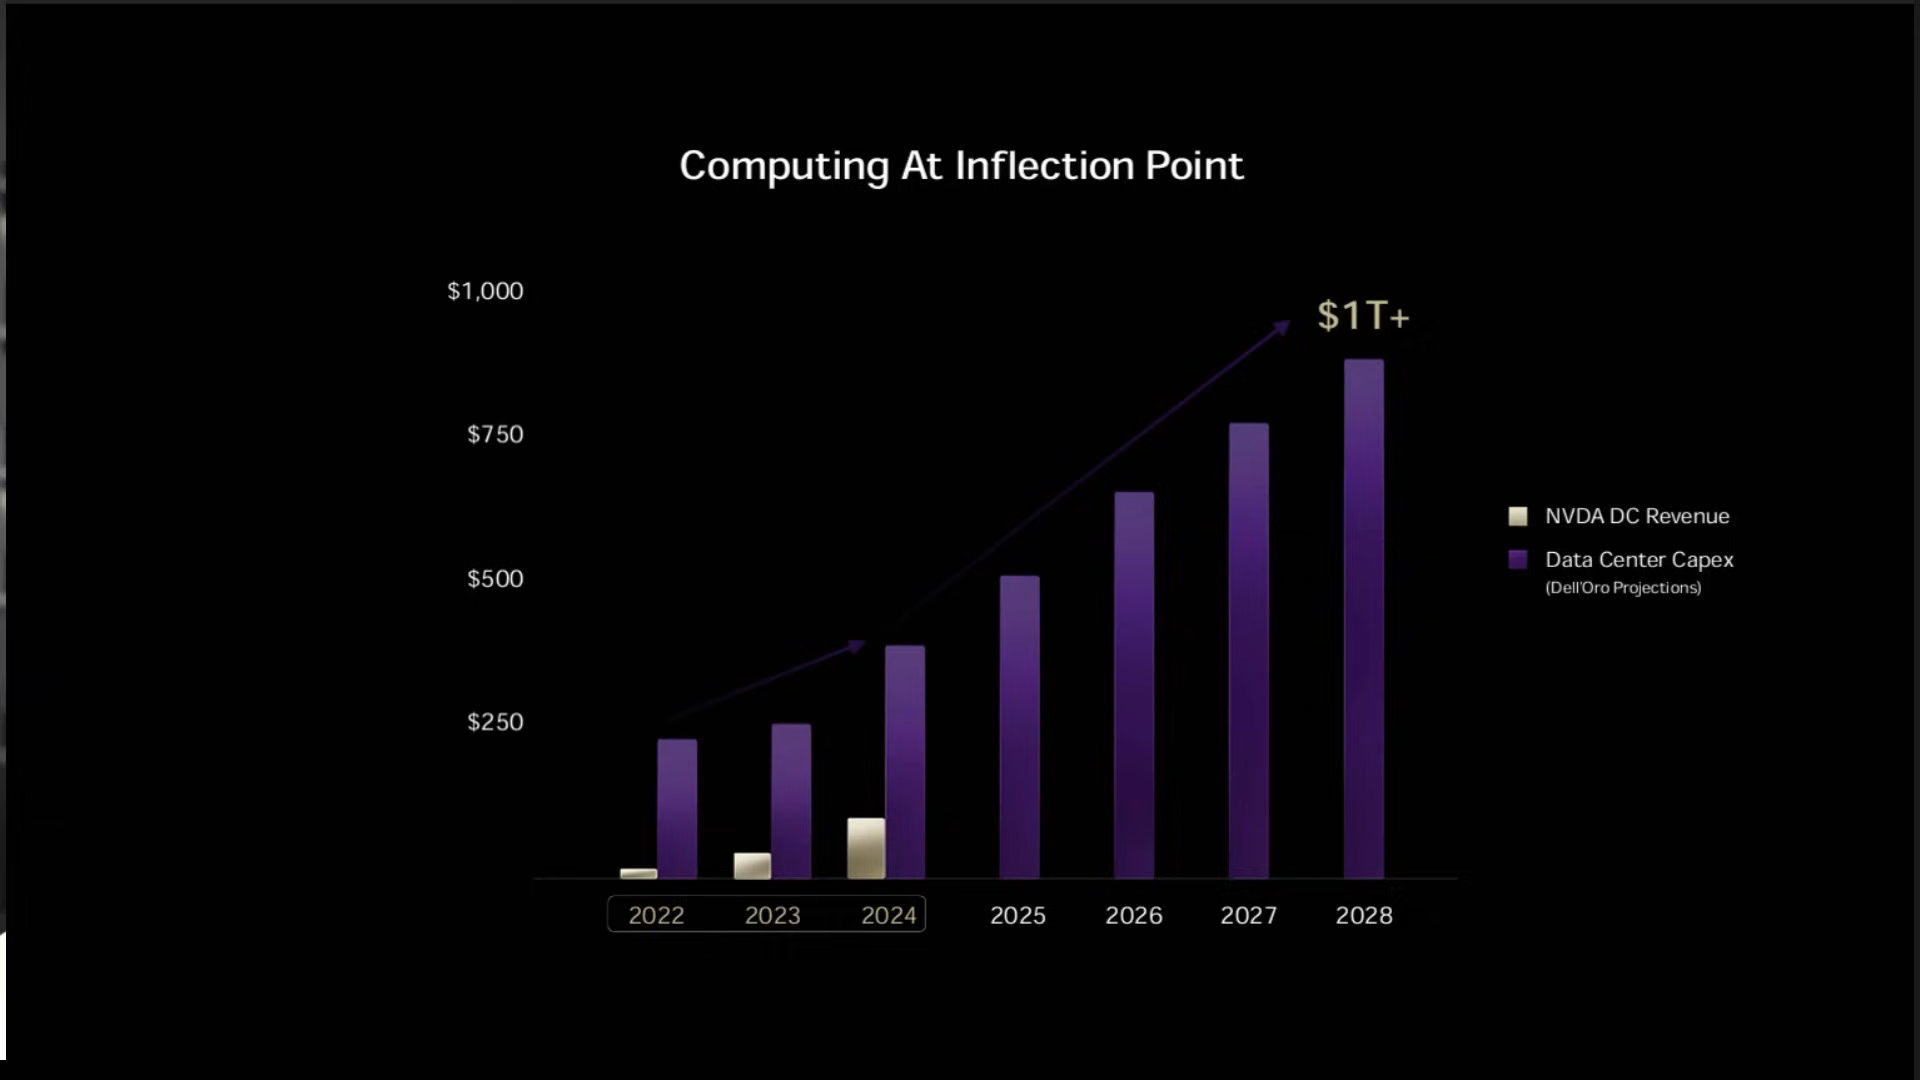 Computing At Inflection Point
$1,000
$1T+
$750
$500
$250
NVDA DC Revenue
Data Center Capex
(Dell'Oro Projections)
2022 2023 2024 2025 2026 2027 2028